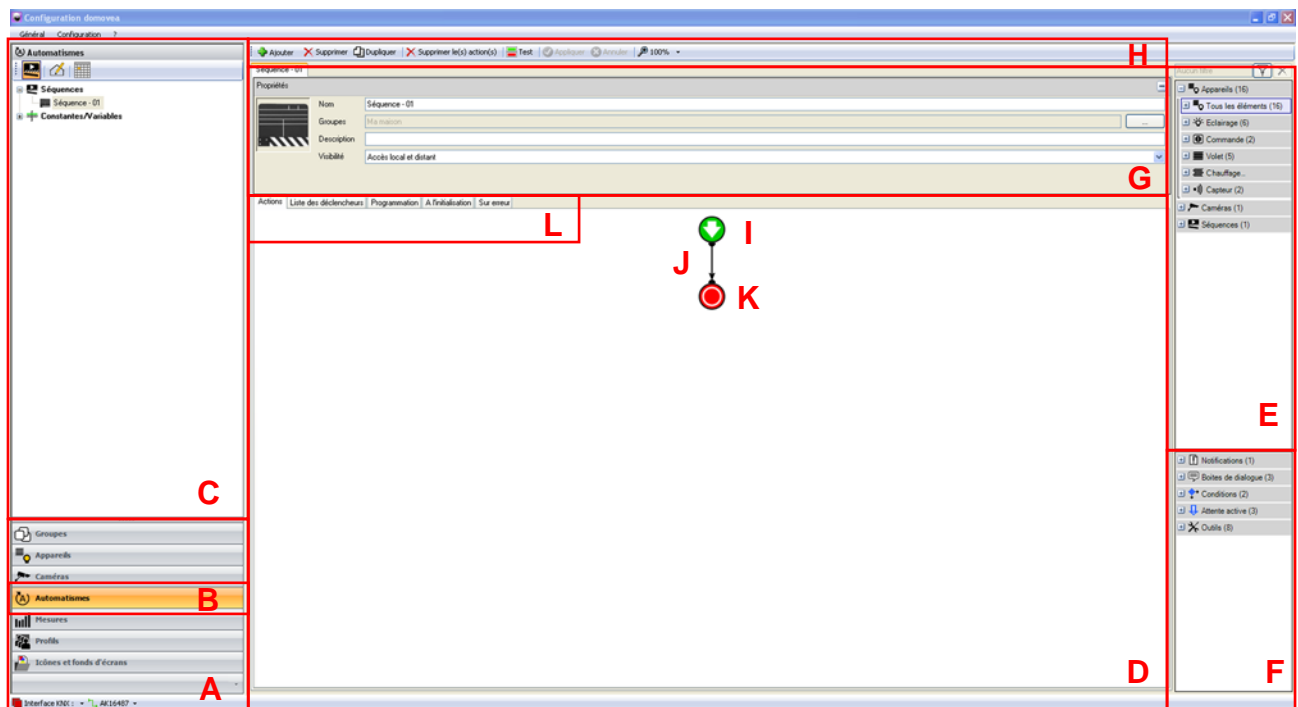 Configuration domovea
Général Configuration ?
Automatismes
Séquences
Séquence - 01
Constantes/Variables
C
Groupes
Appareils
Caméras
Automatismes
B
Mesures
Profils
Icônes et fonds d'écrans
A
Interface KNX : AK16487
Ajouter Supprimer Dupliquer Supprimer le(s) action(s) Test Appliquer Annuler 100%
H
Séquence - 01
Propriétés
Nom Séquence - 01
Groupes Ma maison ...
Description
Visibilité Accès local et distant
G
Actions Liste des déclencheurs Programmation A l'initialisation Sur erreur
L
I
J
K
D
Aucun filtre
Appareils (16)
Tous les éléments (16)
Eclairage (6)
Commande (2)
Volet (5)
Chauffage...
Capteur (2)
Caméras (1)
Séquences (1)
E
Notifications (1)
Boites de dialogue (3)
Conditions (2)
Attente active (3)
Outils (8)
F